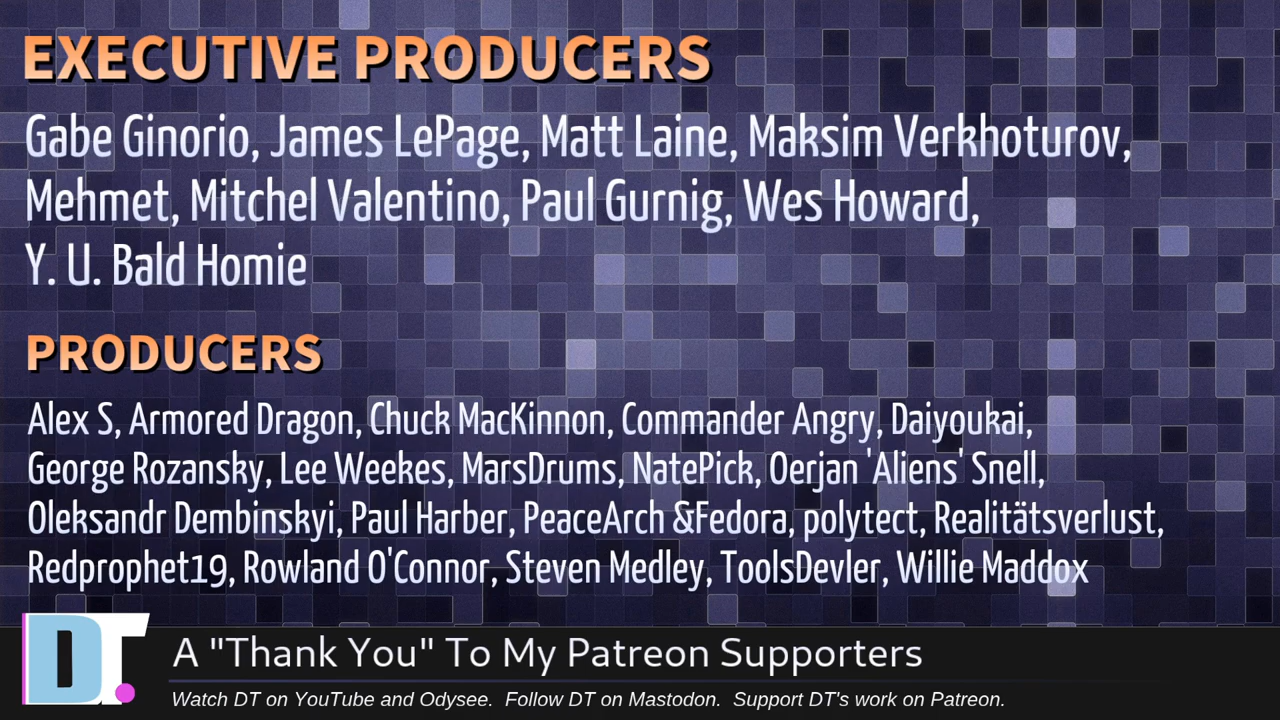 EXECUTIVE PRODUCERS
Gabe Ginorio, James LePage, Matt Laine, Maksim Verkhoturov,
Mehmet, Mitchel Valentino, Paul Gurnig, Wes Howard,
Y. U. Bald Homie
PRODUCERS
Alex S, Armored Dragon, Chuck MacKinnon, Commander Angry, Daiyoukai,
George Rozansky, Lee Weekes, MarsDrums, NatePick, Oerjan 'Aliens' Snell,
Oleksandr Dembinskyi, Paul Harber, PeaceArch &Fedora, polytect, Realitätsverlust,
Redprophet19, Rowland O'Connor, Steven Medley, ToolsDevler, Willie Maddox
DT.
A "Thank You" To My Patreon Supporters
Watch DT on YouTube and Odysee. Follow DT on Mastodon. Support DT's work on Patreon.